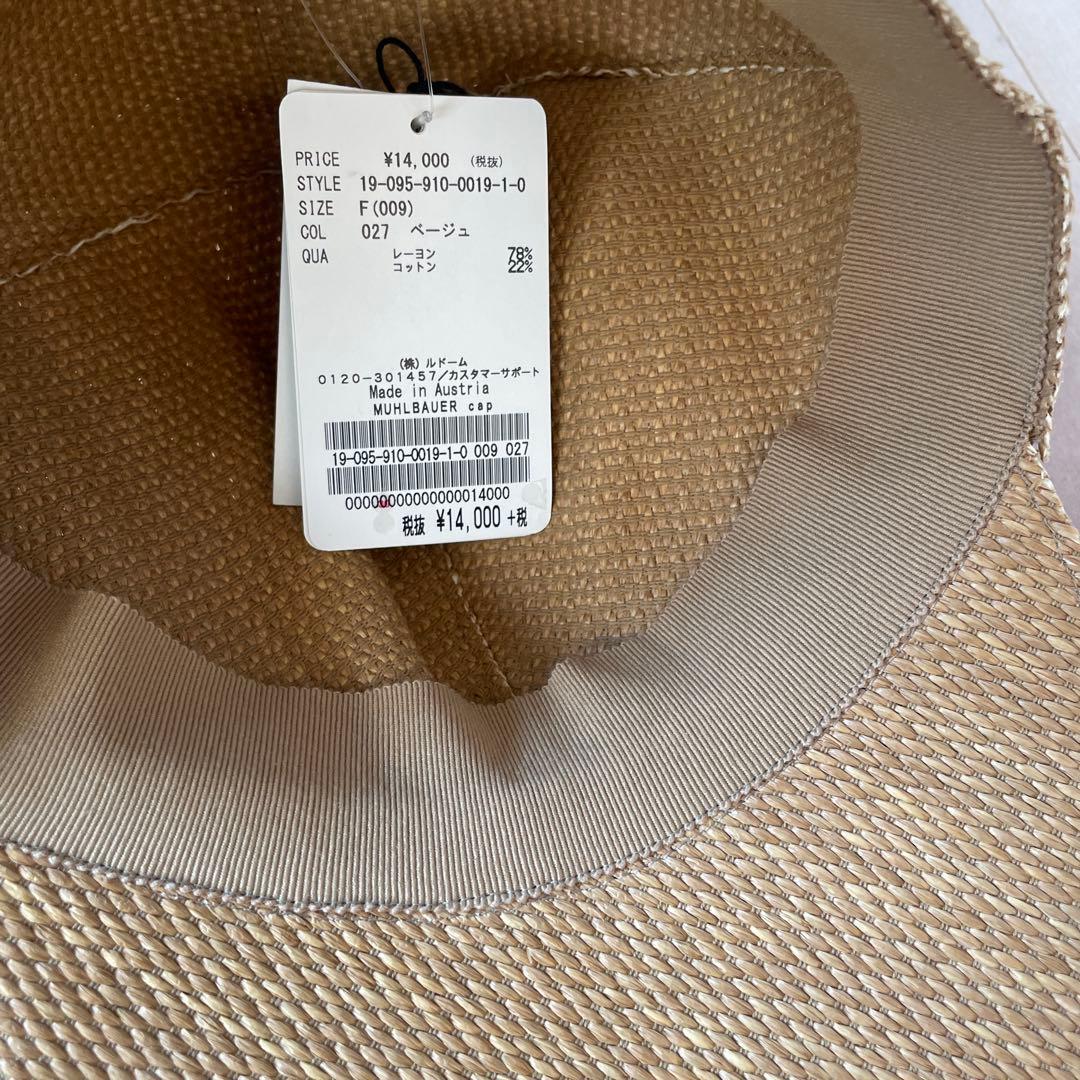 PRICE ¥14,000 (税抜)
STYLE 19-095-910-0019-1-0
SIZE F(009)
COL 027 ベージュ
QUA レーヨン 78%
コットン 22%
(株)ルドーム
0120-301457/カスタマーサポート
Made in Austria
MUHLBAUER cap
19-095-910-0019-1-0 009 027
00000000000000014000
税抜 ¥14,000 +税